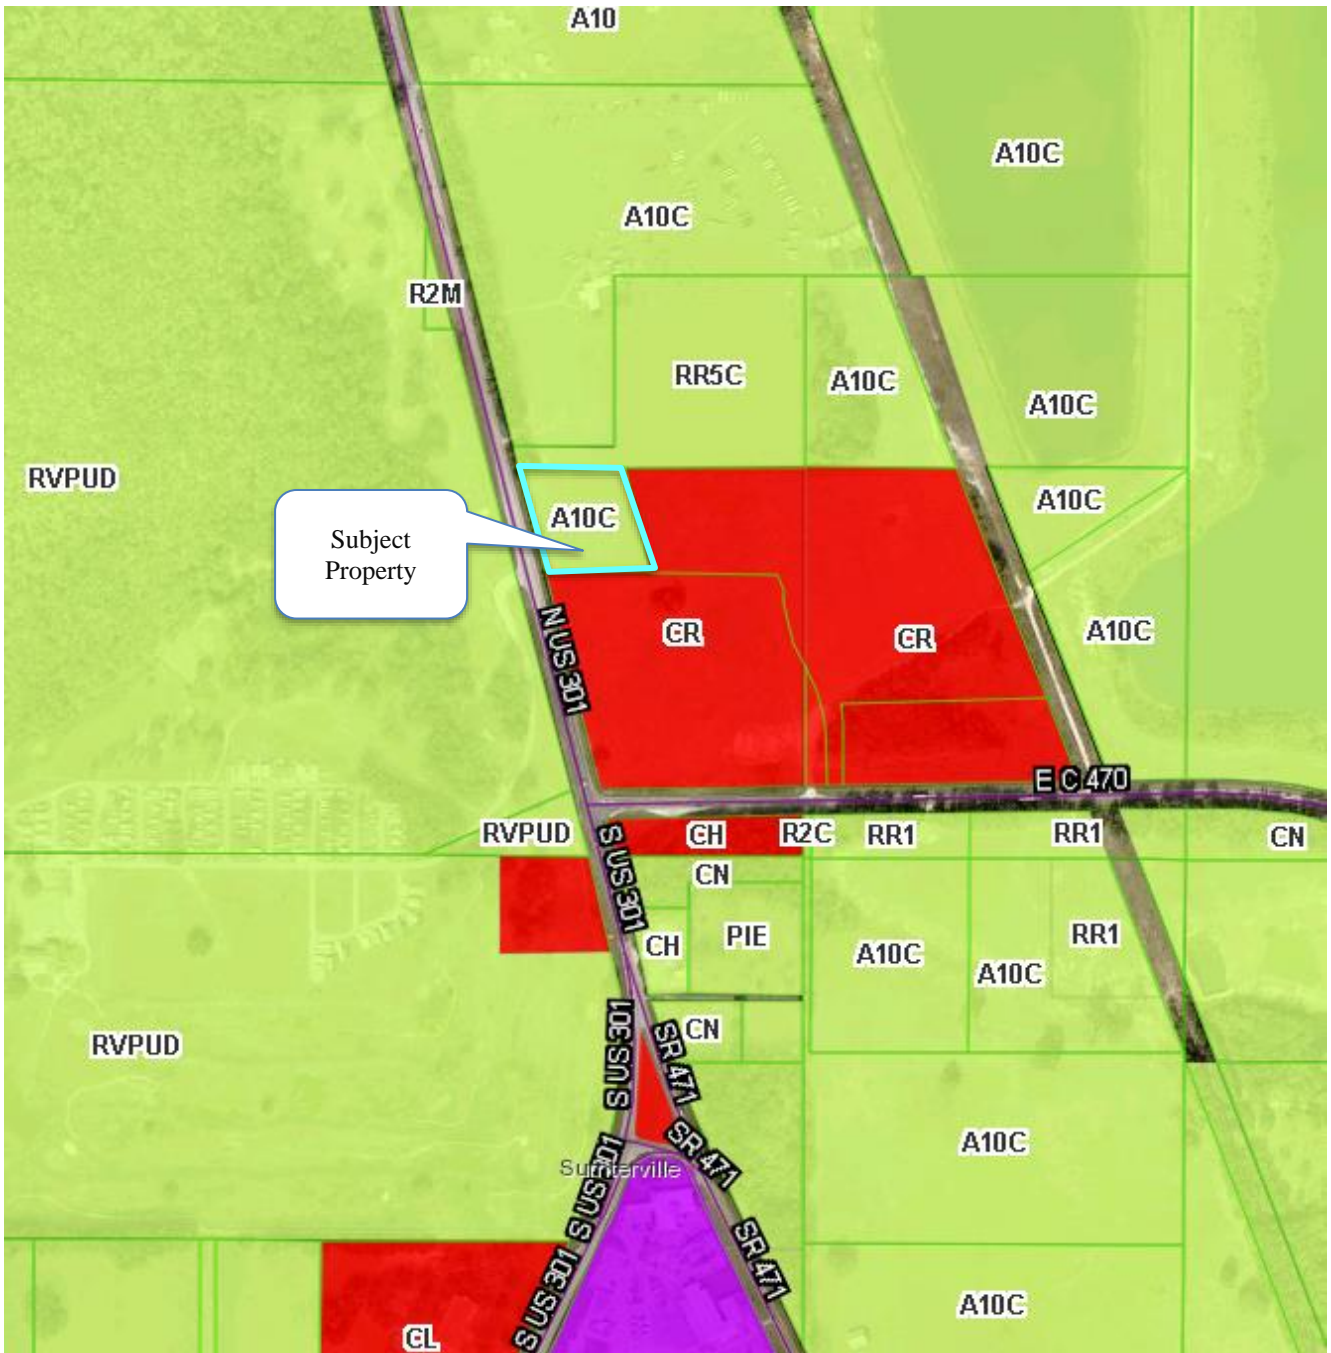 A10
A10C
A10C
R2M
RR5C
A10C
A10C
RVPUD
A10C
A10C
Subject
Property
N US 301
CR
CR
A10C
E C 470
RVPUD
S US 301
CH
R2C
RR1
RR1
CN
CN
CH
PIE
A10C
A10C
RR1
RVPUD
S US 301
SR 471
CN
A10C
SR 471
S US 301
Sumterville
SR 471
S US 301
A10C
CL